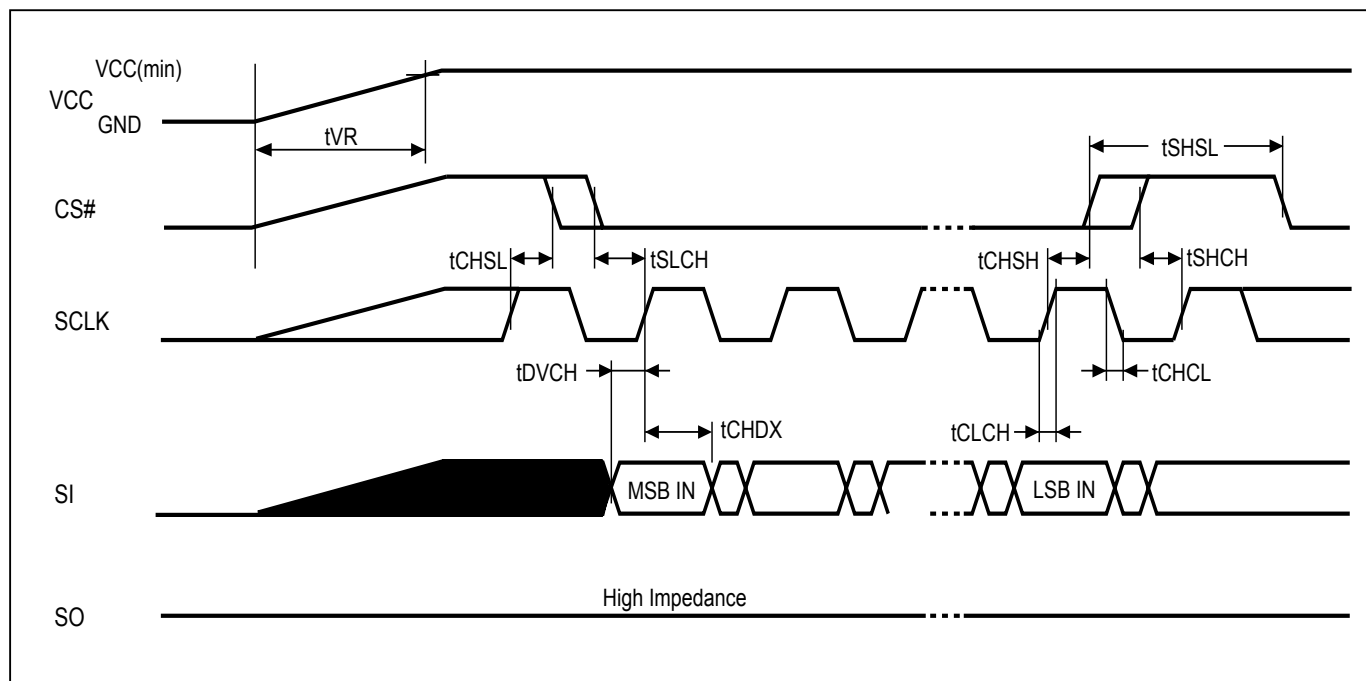 VCC(min)
VCC
GND
tVR
tSHSL
CS#
tCHSL
tSLCH
tCHSH
tSHCH
SCLK
tDVCH
tCHCL
tCHDX
tCLCH
SI
MSB IN
LSB IN
High Impedance
SO